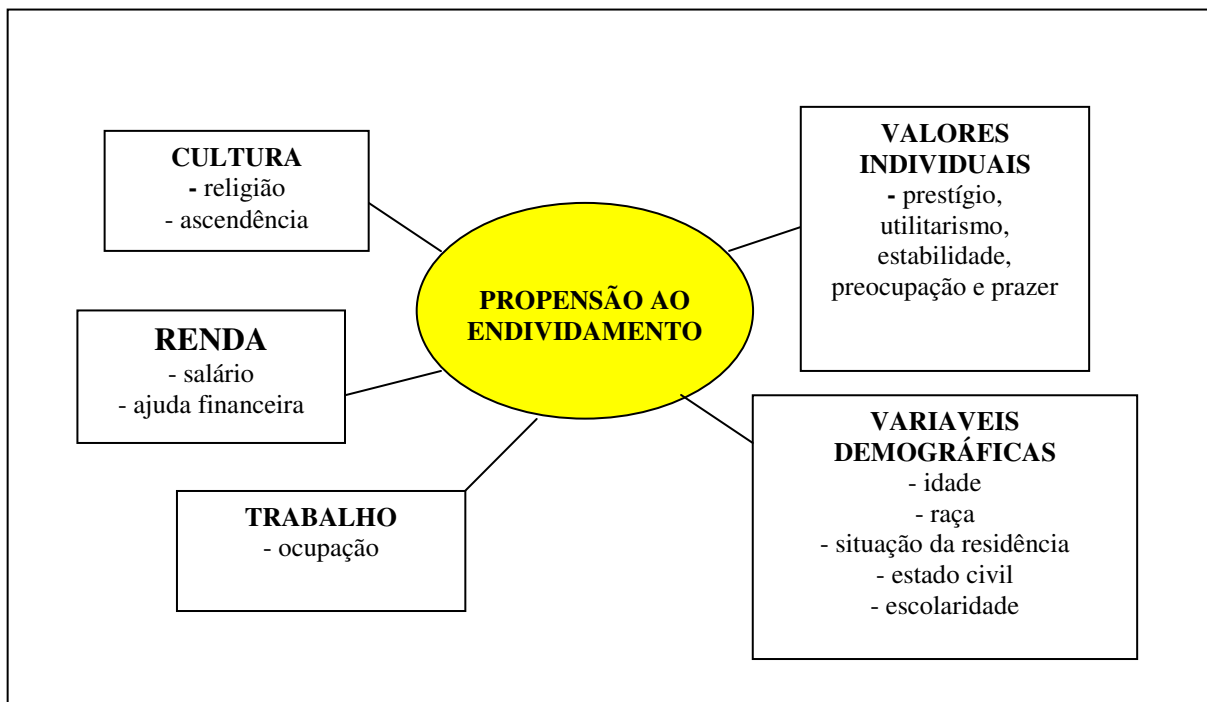 CULTURA
- religião
- ascendência
VALORES
INDIVIDUAIS
- prestígio,
utilitarismo,
estabilidade,
preocupação e prazer
PROPENSÃO AO
ENDIVIDAMENTO
RENDA
- salário
- ajuda financeira
VARIAVEIS
DEMOGRÁFICAS
- idade
- raça
- situação da residência
- estado civil
- escolaridade
TRABALHO
- ocupação